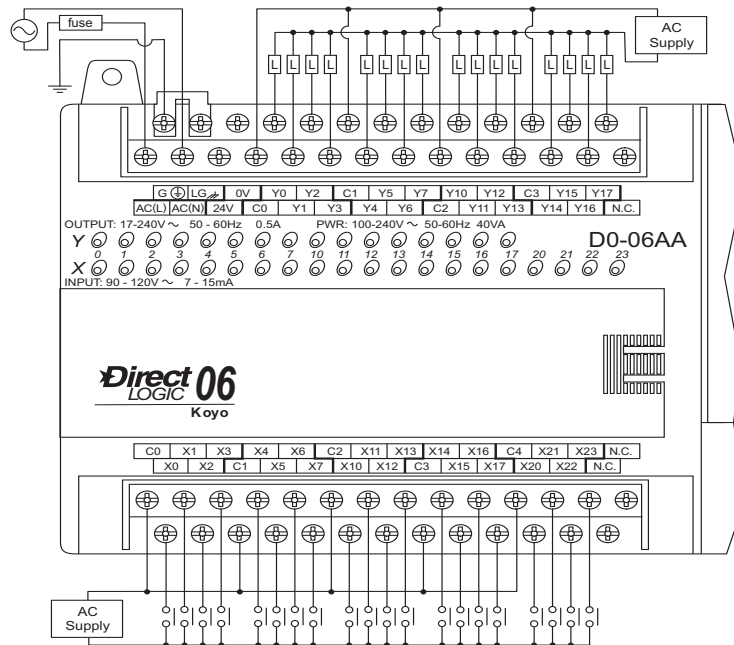 fuse
AC
Supply
L L L L L L L L L L L L L L L L
G LG 0V Y0 Y2 C1 Y5 Y7 Y10 Y12 C3 Y15 Y17
AC(L) AC(N) 24V C0 Y1 Y3 Y4 Y6 C2 Y11 Y13 Y14 Y16 N.C.
OUTPUT: 17-240V ~ 50 - 60Hz 0.5A PWR: 100-240V ~ 50-60Hz 40VA
Y
D0-06AA
0 1 2 3 4 5 6 7 10 11 12 13 14 15 16 17 20 21 22 23
X
INPUT: 90 - 120V ~ 7 - 15mA
Direct
LOGIC 06
Koyo
C0 X1 X3 X4 X6 C2 X11 X13 X14 X16 C4 X21 X23 N.C.
X0 X2 C1 X5 X7 X10 X12 C3 X15 X17 X20 X22 N.C.
AC
Supply